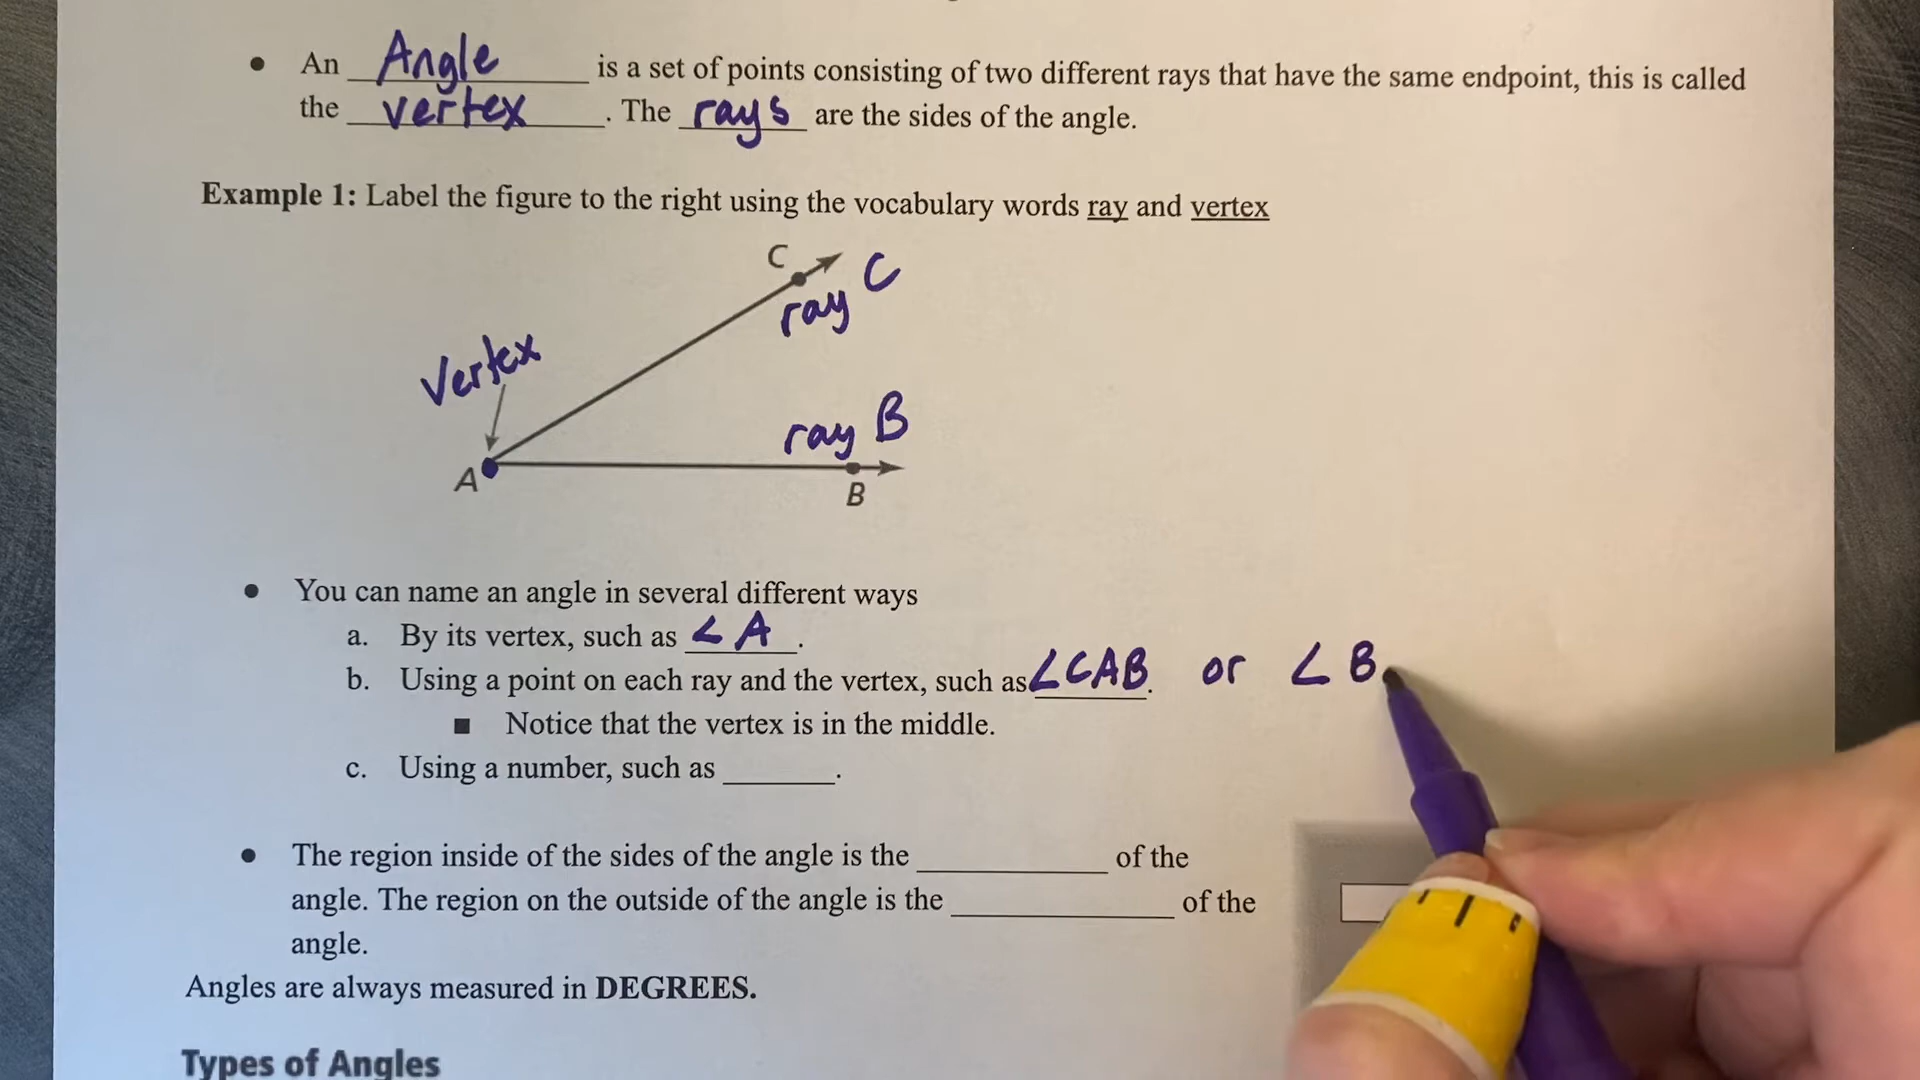 • An Angle is a set of points consisting of two different rays that have the same endpoint, this is called
the vertex. The rays are the sides of the angle.
Example 1: Label the figure to the right using the vocabulary words ray and vertex
C
ray C
Vertex
ray B
A
B
• You can name an angle in several different ways
a. By its vertex, such as ∠A.
b. Using a point on each ray and the vertex, such as ∠CAB. or ∠B
■ Notice that the vertex is in the middle.
c. Using a number, such as ________.
• The region inside of the sides of the angle is the ______________ of the
angle. The region on the outside of the angle is the ________________ of the
angle.
Angles are always measured in DEGREES.
Types of Angles